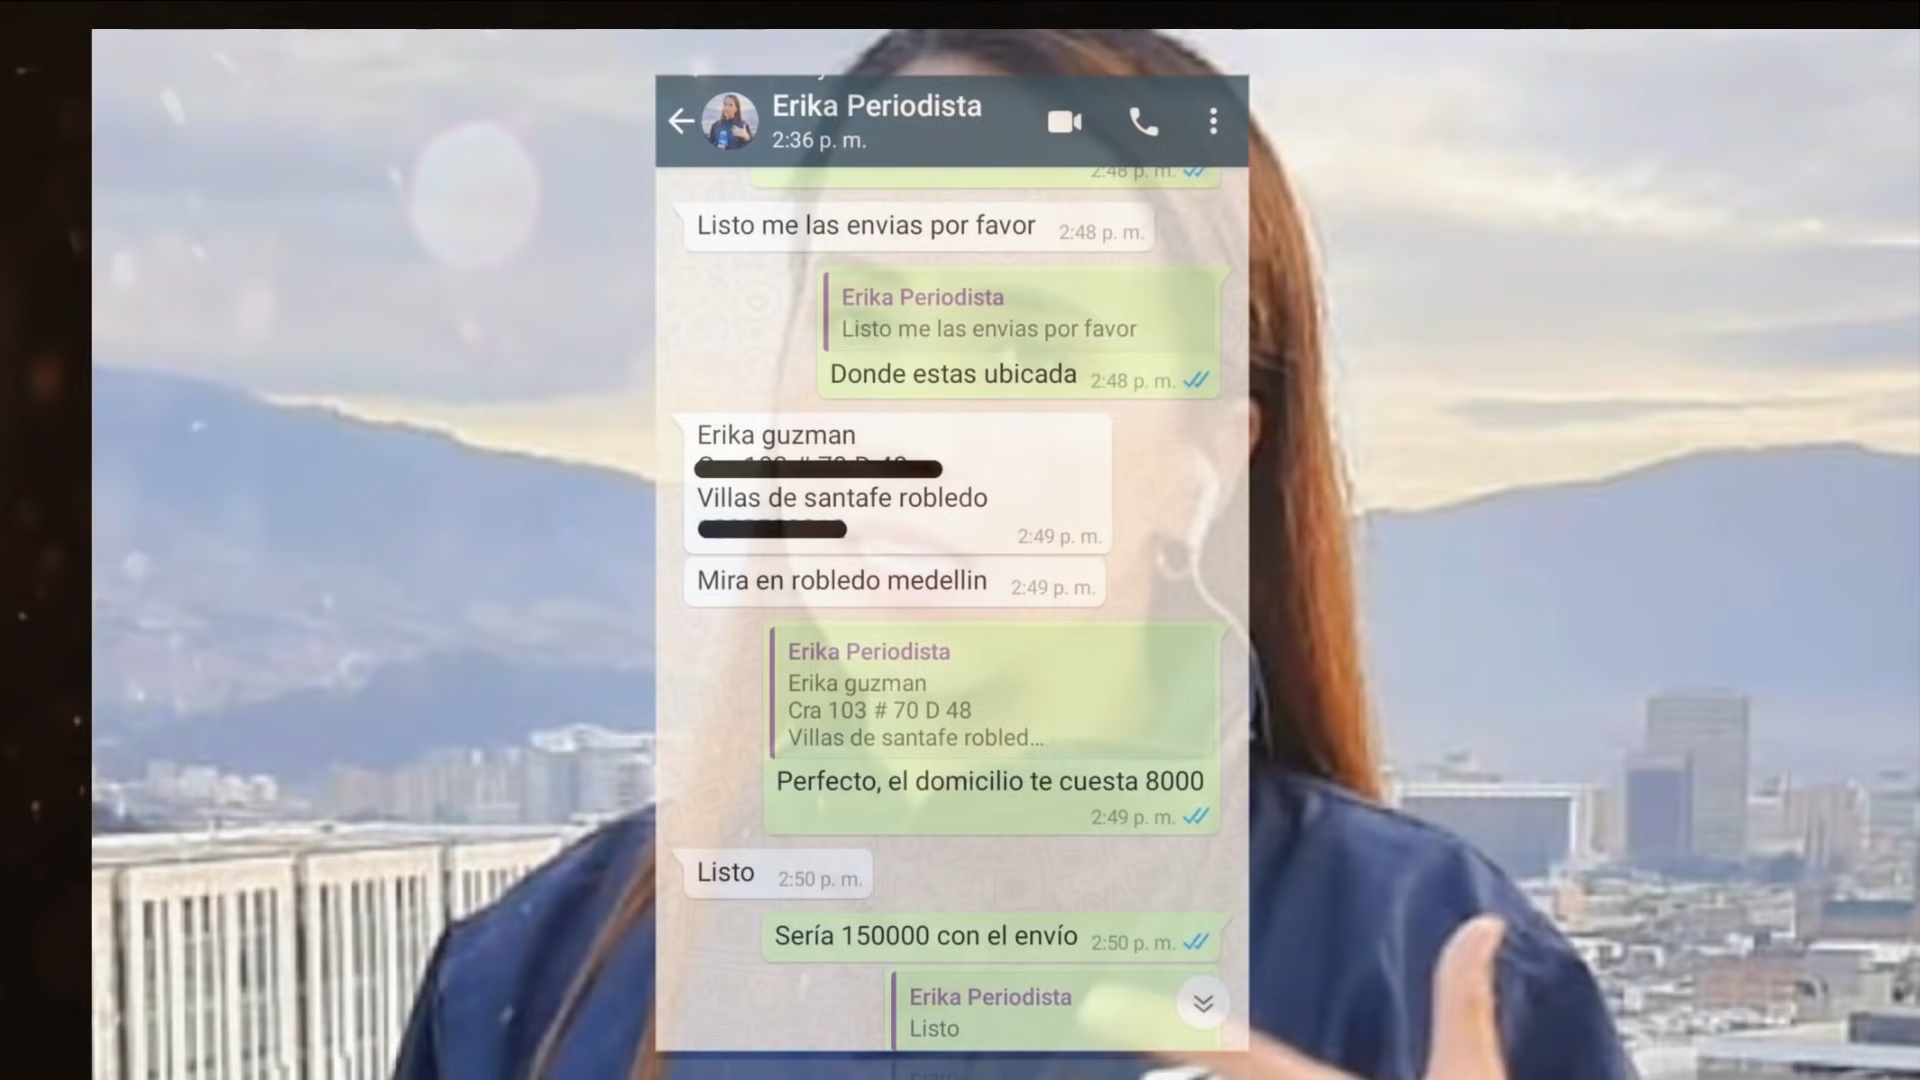 Erika Periodista
2:36 p. m.
2:48 p. m.
Listo me las envias por favor 2:48 p. m.
Erika Periodista
Listo me las envias por favor
Donde estas ubicada 2:48 p. m.
Erika guzman
Villas de santafe robledo
2:49 p. m.
Mira en robledo medellin 2:49 p. m.
Erika Periodista
Erika guzman
Cra 103 # 70 D 48
Villas de santafe robled...
Perfecto, el domicilio te cuesta 8000
2:49 p. m.
Listo 2:50 p. m.
Sería 150000 con el envío 2:50 p. m.
Erika Periodista
Listo